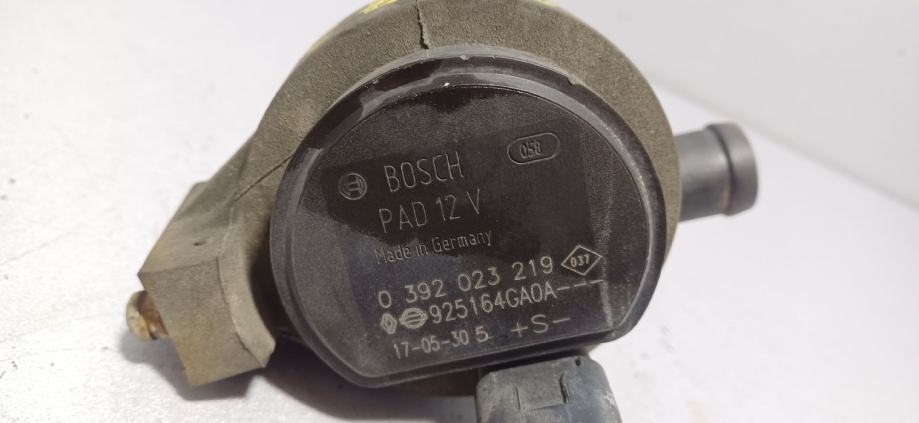 058
BOSCH
PAD 12 V
Made in Germany
0 392 023 219
037
925164GA0A---
17-05-30 5 +S-